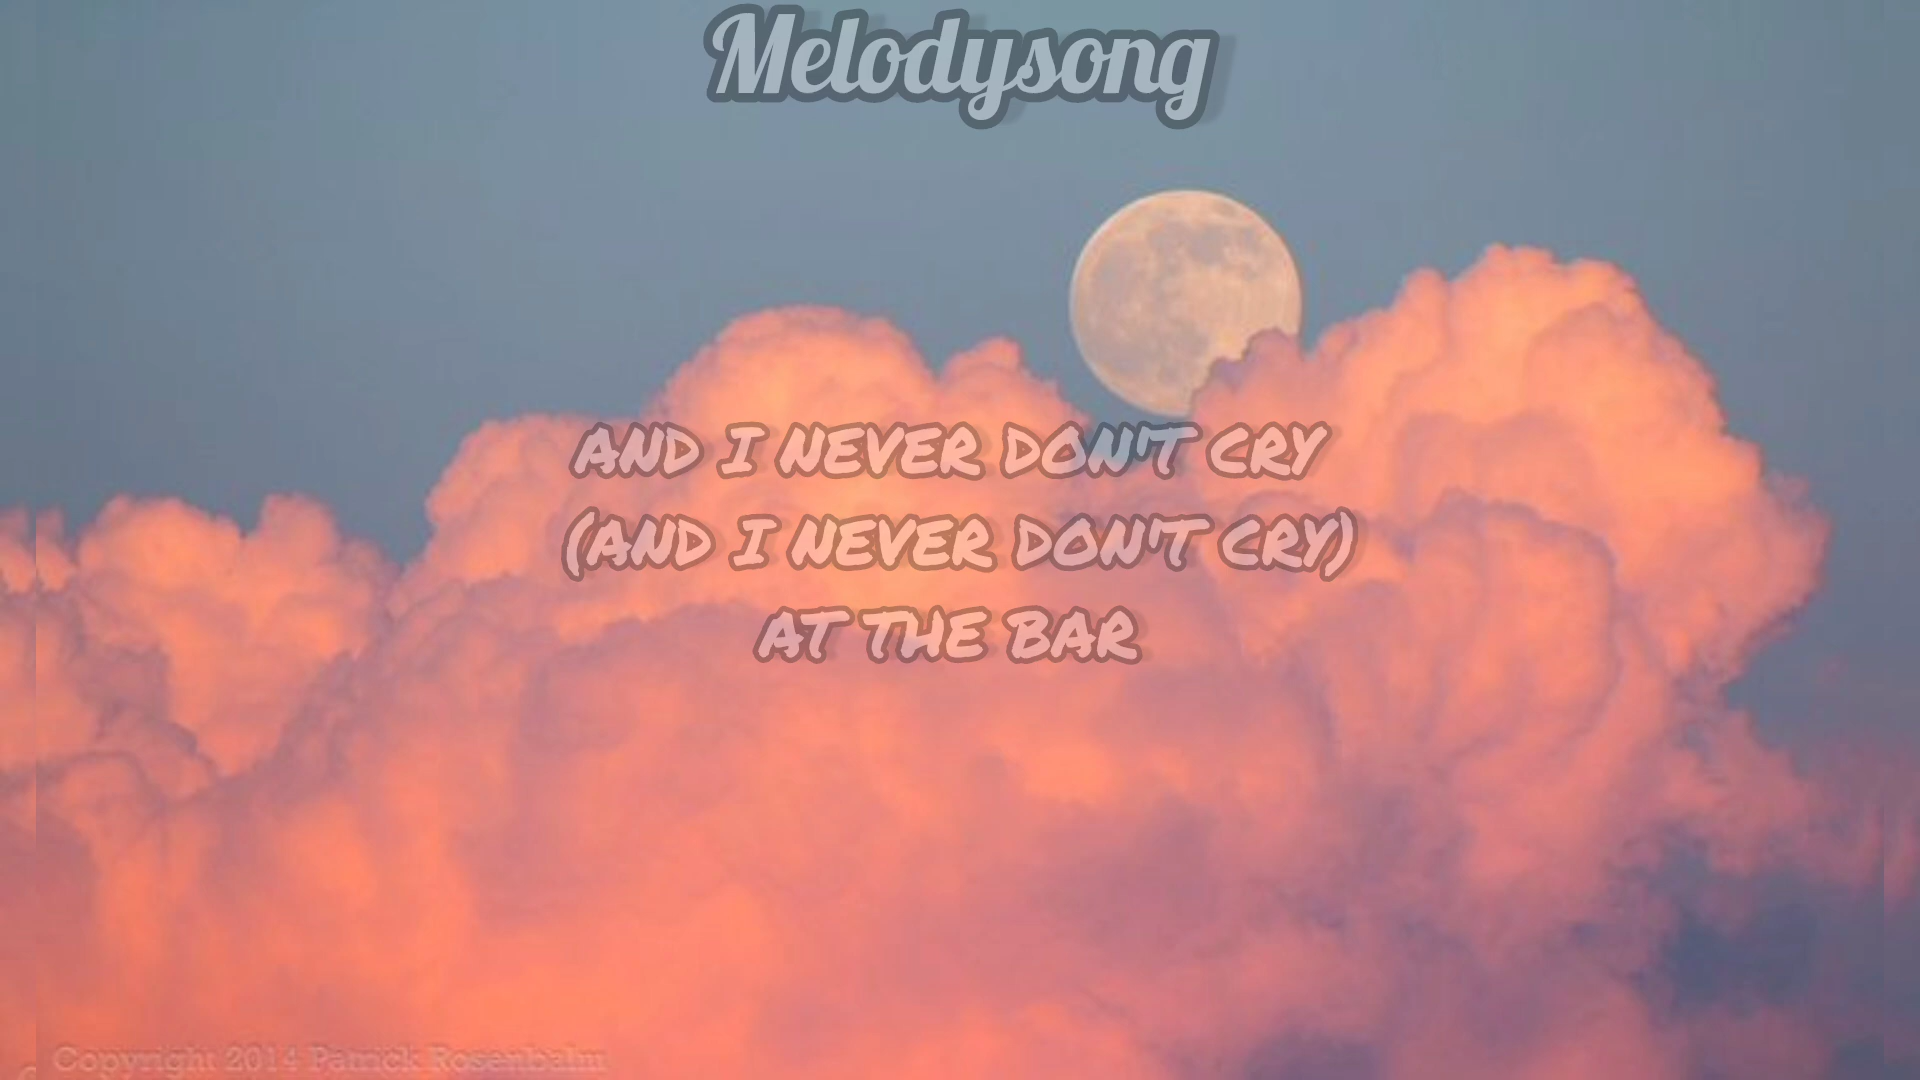 Melodysong
AND I NEVER DON'T CRY
(AND I NEVER DON'T CRY)
AT THE BAR
Copyright 2014 Patrick Rosenbalm